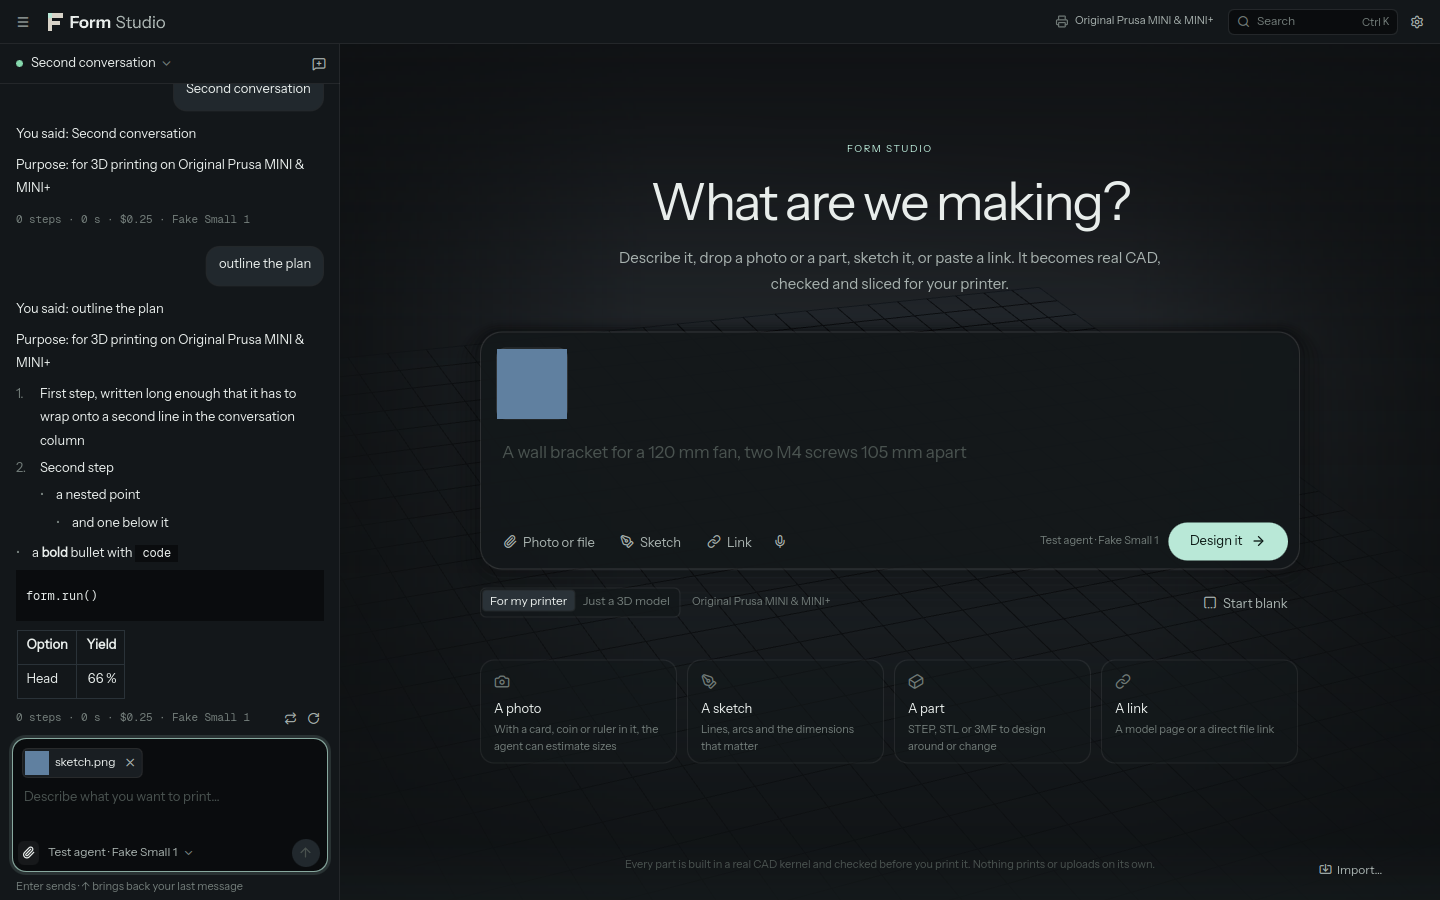 Form Studio
Original Prusa MINI & MINI+
Search
Ctrl K
Second conversation
Second conversation
You said: Second conversation
Purpose: for 3D printing on Original Prusa MINI &
MINI+
0 steps · 0 s · $0.25 · Fake Small 1
outline the plan
You said: outline the plan
Purpose: for 3D printing on Original Prusa MINI &
MINI+
1. First step, written long enough that it has to
wrap onto a second line in the conversation
column
2. Second step
· a nested point
· and one below it
· a bold bullet with code
form.run()
Option Yield
Head 66 %
0 steps · 0 s · $0.25 · Fake Small 1
sketch.png
Describe what you want to print...
Test agent · Fake Small 1
Enter sends · ↑ brings back your last message
FORM STUDIO
What are we making?
Describe it, drop a photo or a part, sketch it, or paste a link. It becomes real CAD,
checked and sliced for your printer.
A wall bracket for a 120 mm fan, two M4 screws 105 mm apart
Photo or file
Sketch
Link
Test agent · Fake Small 1
Design it
For my printer
Just a 3D model
Original Prusa MINI & MINI+
Start blank
A photo
With a card, coin or ruler in it, the
agent can estimate sizes
A sketch
Lines, arcs and the dimensions
that matter
A part
STEP, STL or 3MF to design
around or change
A link
A model page or a direct file link
Every part is built in a real CAD kernel and checked before you print it. Nothing prints or uploads on its own.
Import...